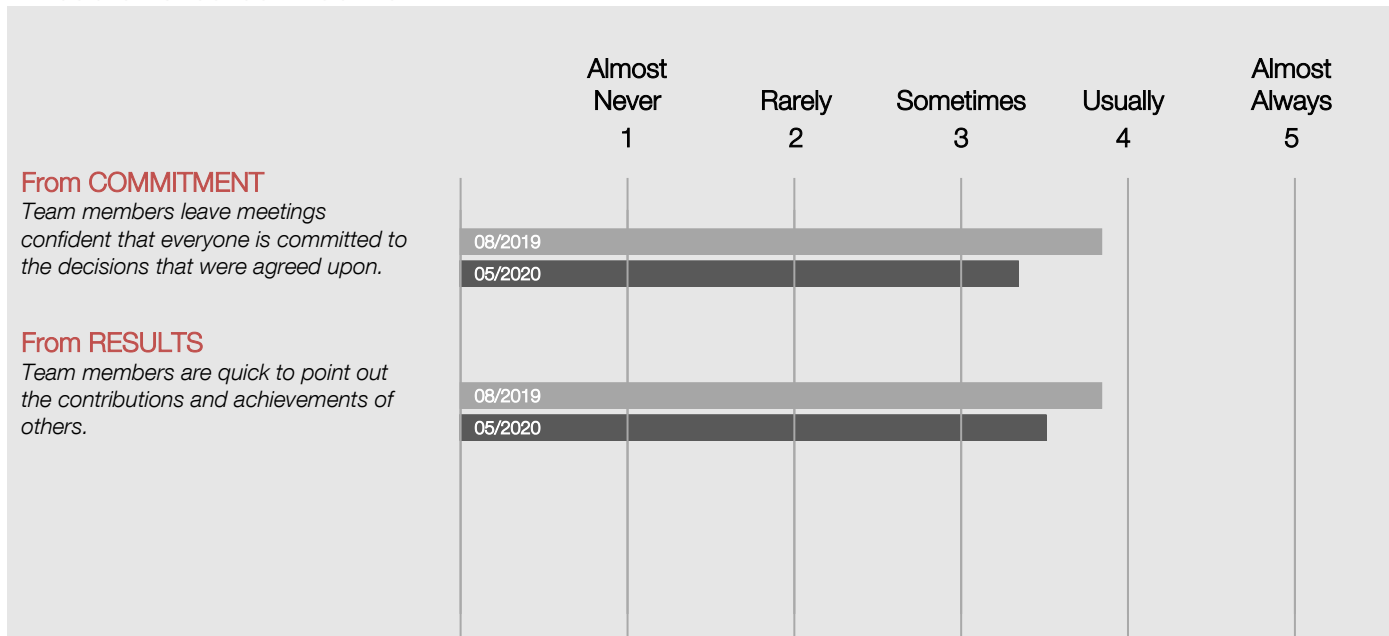 Almost
Never
1
Rarely
2
Sometimes
3
Usually
4
Almost
Always
5
From COMMITMENT
Team members leave meetings
confident that everyone is committed to
the decisions that were agreed upon.
08/2019
05/2020
From RESULTS
Team members are quick to point out
the contributions and achievements of
others.
08/2019
05/2020